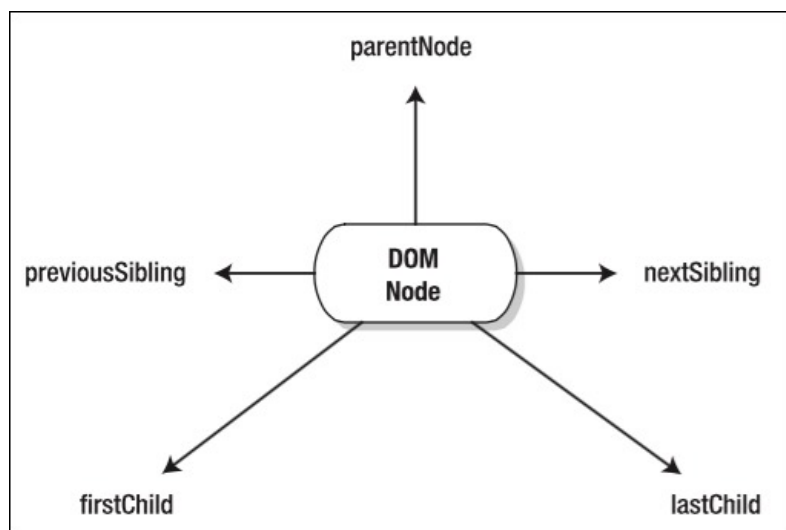 parentNode
DOM
Node
previousSibling
nextSibling
firstChild
lastChild